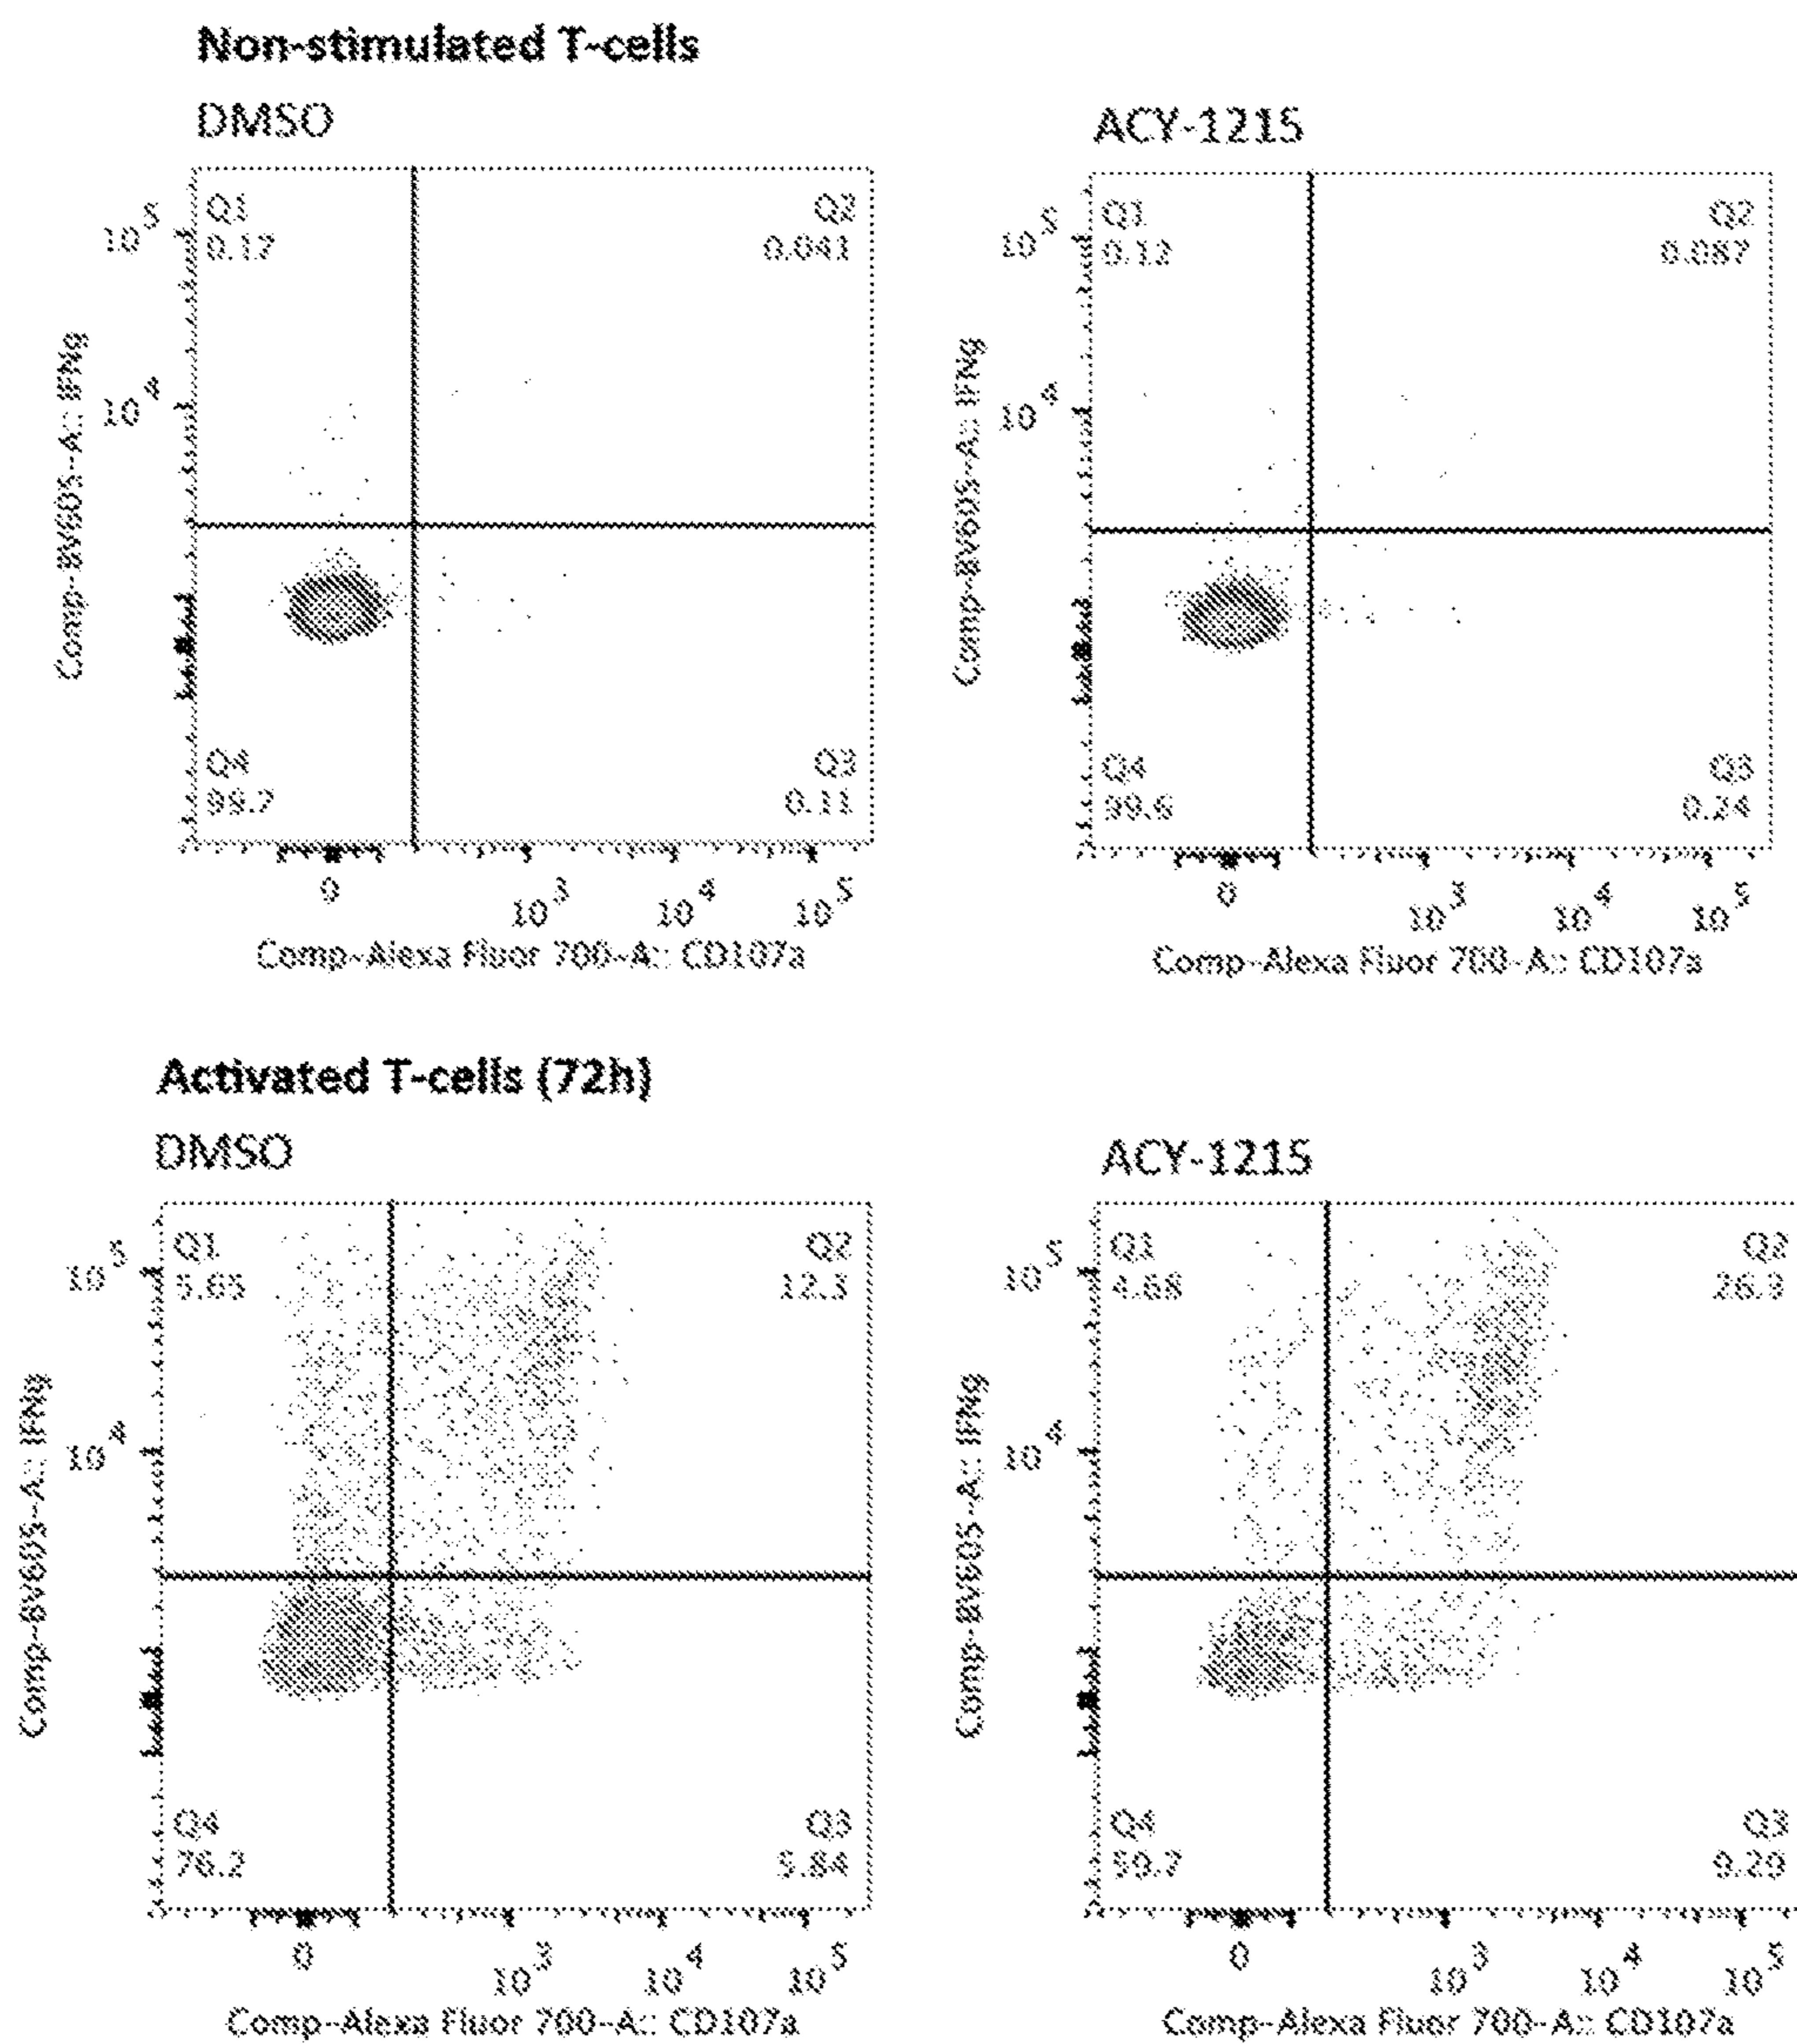 Non-stimulated T-cells
DMSO
Q1
0.17
Q2
0.041
10^5
10^4
Comp-BV605-A:: IFNg
Q4
99.7
Q3
0.11
0
10^3
10^4
10^5
Comp-Alexa Fluor 700-A:: CD107a
ACY-1215
Q1
0.12
Q2
0.087
10^5
10^4
Comp-BV605-A:: IFNg
Q4
99.6
Q3
0.24
0
10^3
10^4
10^5
Comp-Alexa Fluor 700-A:: CD107a
Activated T-cells (72h)
DMSO
Q1
5.65
Q2
12.3
10^5
10^4
Comp-BV605-A:: IFNg
Q4
76.2
Q3
5.84
0
10^3
10^4
10^5
Comp-Alexa Fluor 700-A:: CD107a
ACY-1215
Q1
4.68
Q2
26.9
10^5
10^4
Comp-BV605-A:: IFNg
Q4
59.7
Q3
9.29
0
10^3
10^4
10^5
Comp-Alexa Fluor 700-A:: CD107a